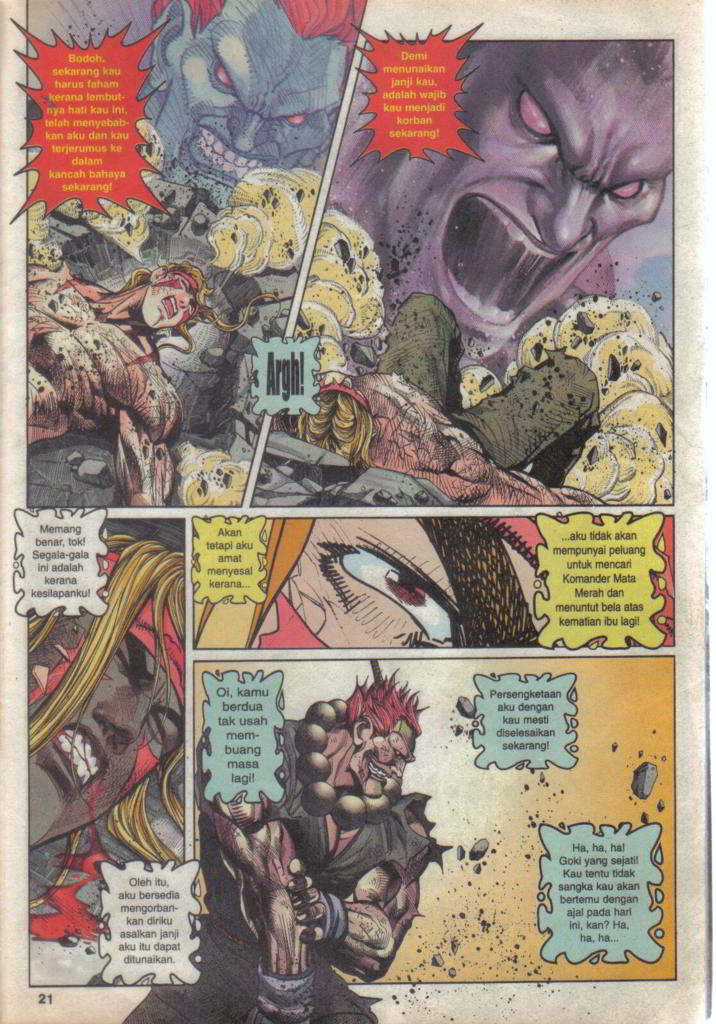 Bodoh,
sekarang kau
harus faham
kerana lembut-
nya hati kau ini,
telah menyebab-
kan aku dan kau
terjerumus ke
dalam
kancah bahaya
sekarang!
Demi
menunaikan
janji kau,
adalah wajib
kau menjadi
korban
sekarang!
Argh!
Memang
benar, tok!
Segala-gala
ini adalah
kerana
kesilapanku!
Akan
tetapi aku
amat
menyesal
kerana...
...aku tidak akan
mempunyai peluang
untuk mencari
Komander Mata
Merah dan
menuntut bela atas
kematian ibu lagi!
Oleh itu,
aku bersedia
mengorban-
kan diriku
asalkan janji
aku itu dapat
ditunaikan.
Oi, kamu
berdua
tak usah
mem-
buang
masa
lagi!
Persengketaan
aku dengan
kau mesti
diselesaikan
sekarang!
Ha, ha, ha!
Goki yang sejati!
Kau tentu tidak
sangka kau akan
bertemu dengan
ajal pada hari
ini, kan? Ha,
ha, ha...
21